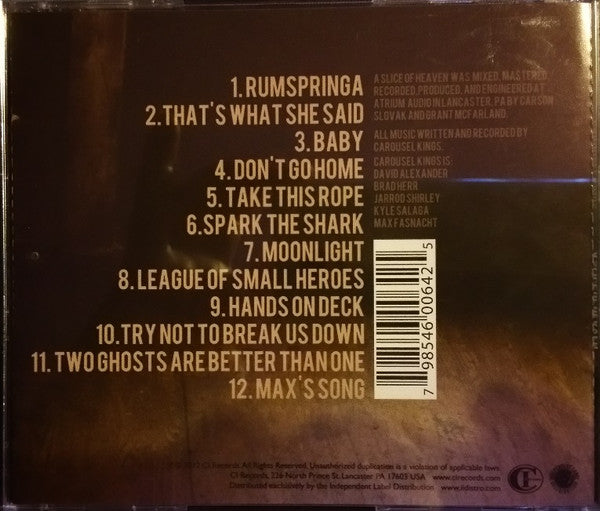 1. RUMSPRINGA
2. THAT'S WHAT SHE SAID
3. BABY
4. DON'T GO HOME
5. TAKE THIS ROPE
6. SPARK THE SHARK
7. MOONLIGHT
8. LEAGUE OF SMALL HEROES
9. HANDS ON DECK
10. TRY NOT TO BREAK US DOWN
11. TWO GHOSTS ARE BETTER THAN ONE
12. MAX'S SONG
A SLICE OF HEAVEN WAS MIXED, MASTERED,
RECORDED, PRODUCED, AND ENGINEERED AT
ATRIUM AUDIO IN LANCASTER, PA BY CARSON
SLOVAK AND GRANT MCFARLAND.
ALL MUSIC WRITTEN AND RECORDED BY
CAROUSEL KINGS.
CAROUSEL KINGS IS:
DAVID ALEXANDER
BRAD HERR
JARROD SHIRLEY
KYLE SALAGA
MAX FASNACHT
7 98546 00642 5
© 2012 CI Records. All Rights Reserved. Unauthorized duplication is a violation of applicable laws.
CI Records, 226 North Prince St. Lancaster PA 17603 USA www.cirecords.com
Distributed exclusively by the Independent Label Distribution www.ildistro.com
CI